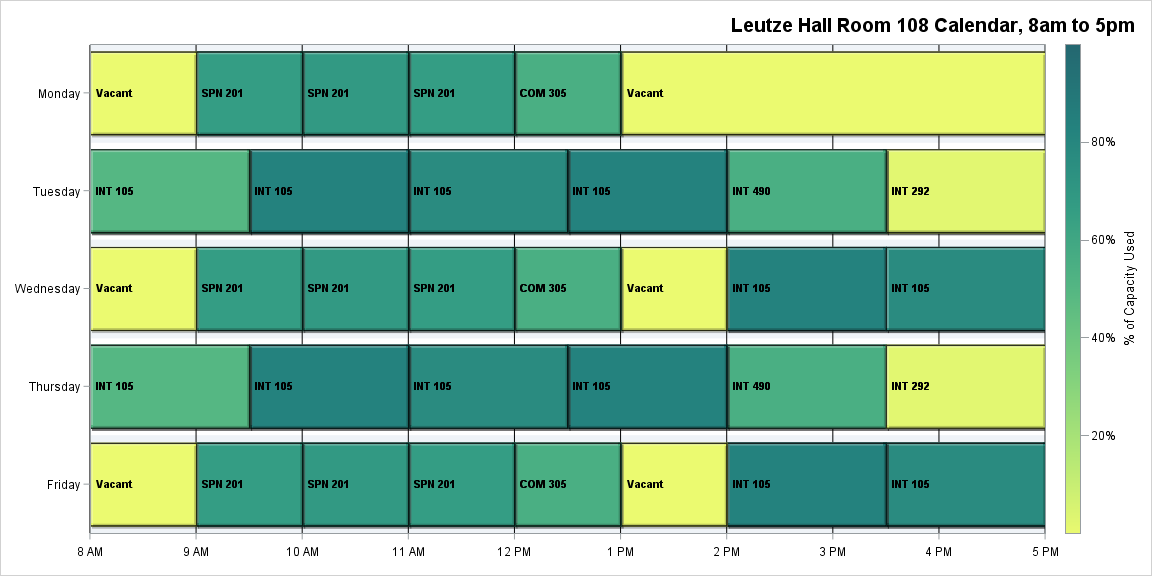 Leutze Hall Room 108 Calendar, 8am to 5pm
Monday
Vacant
SPN 201
SPN 201
SPN 201
COM 305
Vacant
Tuesday
INT 105
INT 105
INT 105
INT 105
INT 490
INT 292
Wednesday
Vacant
SPN 201
SPN 201
SPN 201
COM 305
Vacant
INT 105
INT 105
Thursday
INT 105
INT 105
INT 105
INT 105
INT 490
INT 292
Friday
Vacant
SPN 201
SPN 201
SPN 201
COM 305
Vacant
INT 105
INT 105
8 AM
9 AM
10 AM
11 AM
12 PM
1 PM
2 PM
3 PM
4 PM
5 PM
80%
60%
40%
20%
% of Capacity Used